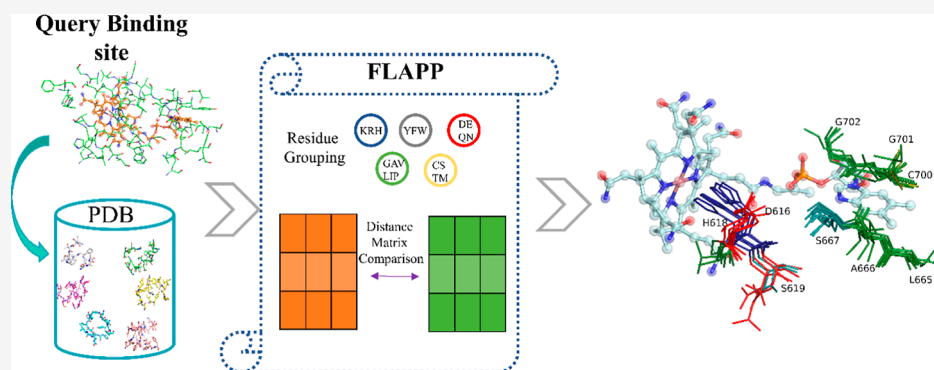 Query Binding
site
PDB
FLAPP
Residue
Grouping
KRH
YFW
DE
QN
GAV
LIP
CS
TM
Distance
Matrix
Comparison
G702
G701
C700
H618
D616
S667
A666
L665
S619